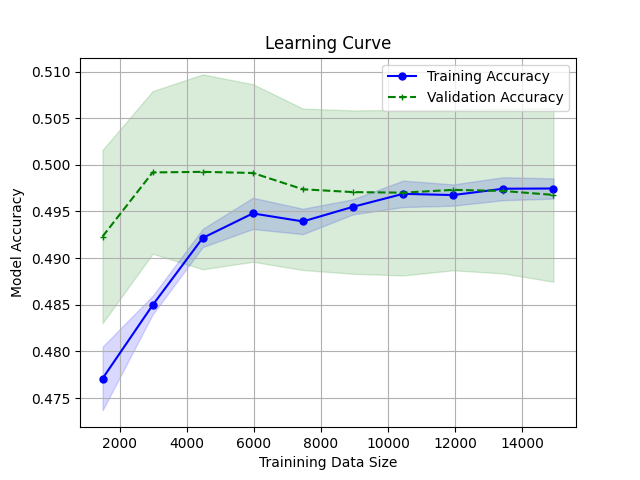 Learning Curve
Training Accuracy
Validation Accuracy
0.510
0.505
0.500
0.495
0.490
0.485
0.480
0.475
Model Accuracy
2000 4000 6000 8000 10000 12000 14000
Trainining Data Size